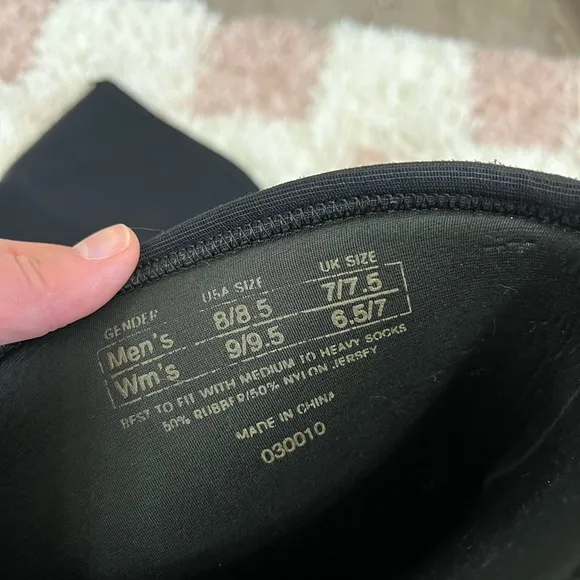 GENDER USA SIZE UK SIZE
Men's 8/8.5 7/7.5
Wm's 9/9.5 6.5/7
BEST TO FIT WITH MEDIUM TO HEAVY SOCKS
50% RUBBER/50% NYLON JERSEY
MADE IN CHINA
030010